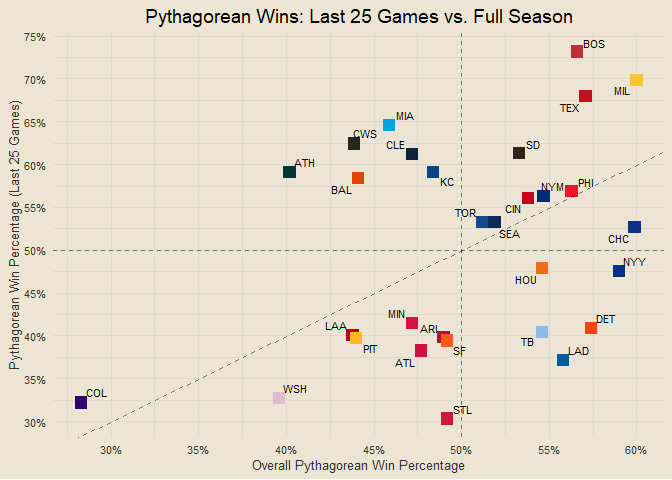 Pythagorean Wins: Last 25 Games vs. Full Season
Pythagorean Win Percentage (Last 25 Games)
75%
70%
65%
60%
55%
50%
45%
40%
35%
30%
BOS
MIL
TEX
MIA
CWS
CLE
SD
ATH
KC
BAL
NYM
PHI
CIN
TOR
SEA
CHC
NYY
HOU
MIN
DET
LAA
ARI
TB
PIT
SF
LAD
ATL
COL
WSH
STL
30%
35%
40%
45%
50%
55%
60%
Overall Pythagorean Win Percentage